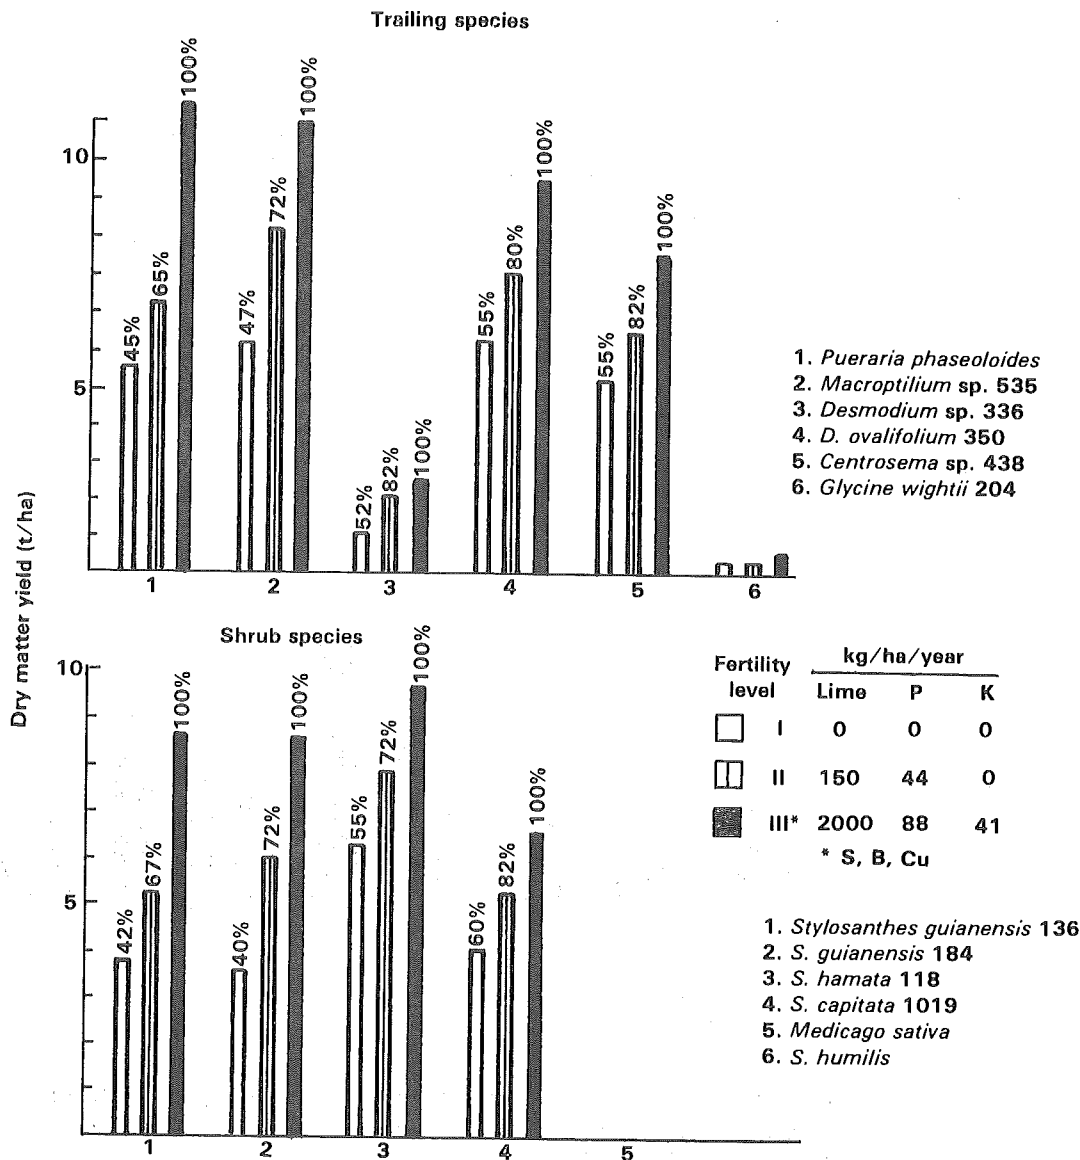 Trailing species
Dry matter yield (t/ha)
10
5
45%
65%
100%
47%
72%
100%
52%
82%
100%
55%
80%
100%
55%
82%
100%
1
2
3
4
5
6
1. Pueraria phaseoloides
2. Macroptilium sp. 535
3. Desmodium sp. 336
4. D. ovalifolium 350
5. Centrosema sp. 438
6. Glycine wightii 204
Shrub species
10
5
42%
67%
100%
40%
72%
100%
55%
72%
100%
60%
82%
100%
1
2
3
4
5
Fertility level kg/ha/year
Lime P K
I 0 0 0
II 150 44 0
III* 2000 88 41
* S, B, Cu
1. Stylosanthes guianensis 136
2. S. guianensis 184
3. S. hamata 118
4. S. capitata 1019
5. Medicago sativa
6. S. humilis